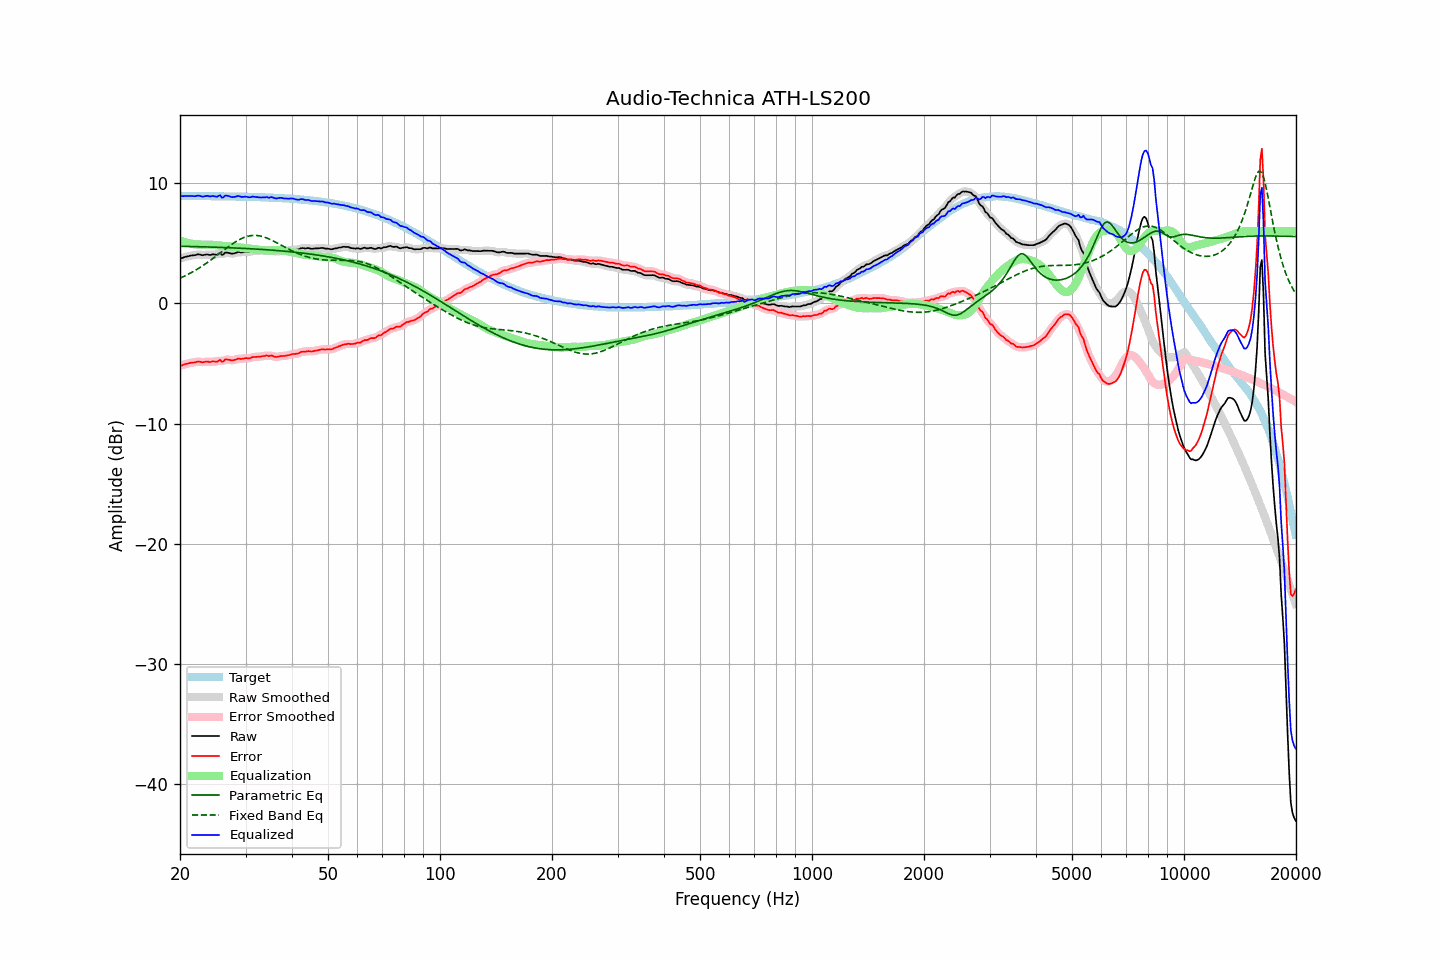 Audio-Technica ATH-LS200
Amplitude (dBr)
10
0
−10
−20
−30
−40
Target
Raw Smoothed
Error Smoothed
Raw
Error
Equalization
Parametric Eq
Fixed Band Eq
Equalized
20 50 100 200 500 1000 2000 5000 10000 20000
Frequency (Hz)